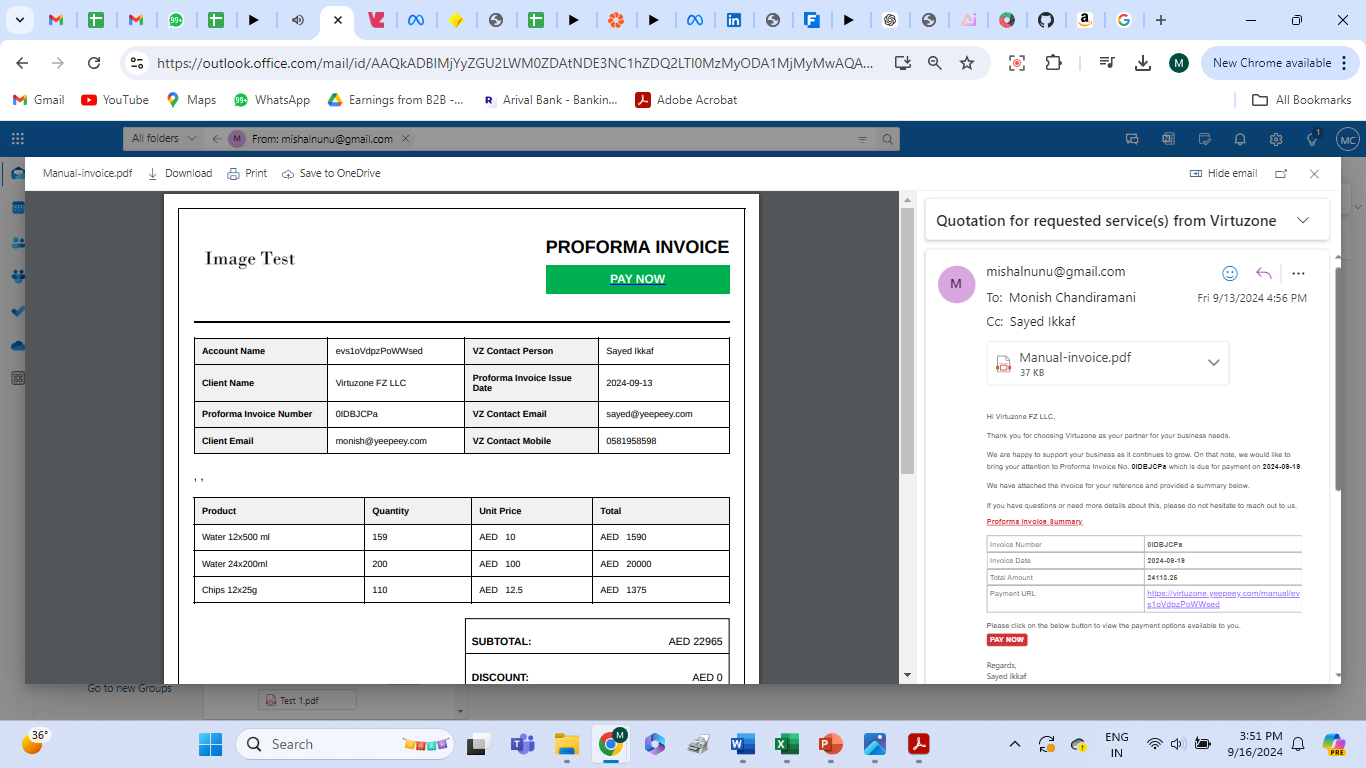 https://outlook.office.com/mail/id/AAQkADBlMjYyZGU2LWM0ZDAtNDE3NC1hZDQ2LTI0MzMyODA1MjMyMwAQA...
M
New Chrome available
Gmail
YouTube
Maps
WhatsApp
Earnings from B2B -...
Arival Bank - Bankin...
Adobe Acrobat
All Bookmarks
All folders
M
From: mishalnunu@gmail.com
1
MC
Manual-invoice.pdf
Download
Print
Save to OneDrive
Hide email
Image Test
PROFORMA INVOICE
PAY NOW
Account Name evs1oVdpzPoWWsed VZ Contact Person Sayed Ikkaf
Client Name Virtuzone FZ LLC Proforma Invoice Issue Date 2024-09-13
Proforma Invoice Number 0IDBJCPa VZ Contact Email sayed@yeepeey.com
Client Email monish@yeepeey.com VZ Contact Mobile 0581958598
, ,
Product Quantity Unit Price Total
Water 12x500 ml 159 AED 10 AED 1590
Water 24x200ml 200 AED 100 AED 20000
Chips 12x25g 110 AED 12.5 AED 1375
SUBTOTAL: AED 22965
DISCOUNT: AED 0
Quotation for requested service(s) from Virtuzone
M
mishalnunu@gmail.com
To: Monish Chandiramani
Fri 9/13/2024 4:56 PM
Cc: Sayed Ikkaf
Manual-invoice.pdf
37 KB
Hi Virtuzone FZ LLC,
Thank you for choosing Virtuzone as your partner for your business needs.
We are happy to support your business as it continues to grow. On that note, we would like to
bring your attention to Proforma Invoice No. 0IDBJCPa which is due for payment on 2024-09-19.
We have attached the invoice for your reference and provided a summary below.
If you have questions or need more details about this, please do not hesitate to reach out to us.
Proforma Invoice Summary
Invoice Number 0IDBJCPa
Invoice Date 2024-09-19
Total Amount 24113.25
Payment URL https://virtuzone.yeepeey.com/manual/ev
s1oVdpzPoWWsed
Please click on the below button to view the payment options available to you.
PAY NOW
Regards,
Sayed Ikkaf
Go to new Groups
Test 1.pdf
36°
Search
M
ENG
IN
3:51 PM
9/16/2024
PRE